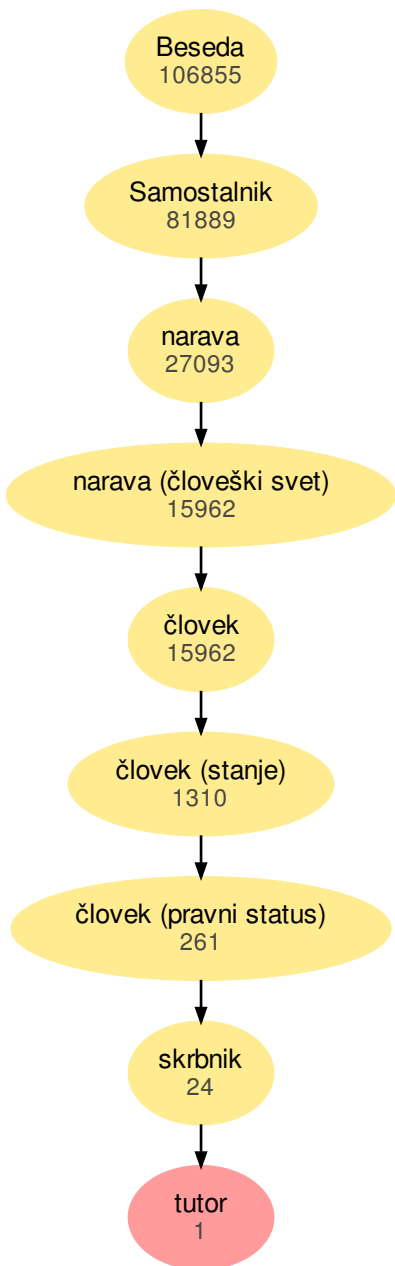 Beseda
106855
Samostalnik
81889
narava
27093
narava (človeški svet)
15962
človek
15962
človek (stanje)
1310
človek (pravni status)
261
skrbnik
24
tutor
1